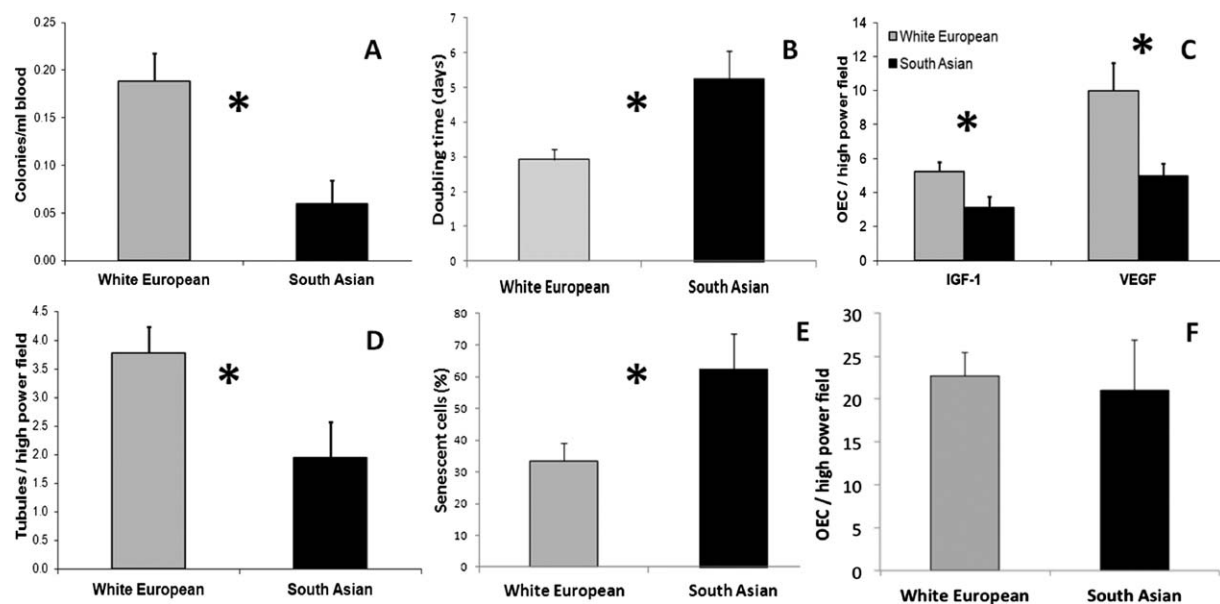 A
Colonies/ml blood
0.25
0.20
0.15
0.10
0.05
0.00
*
White European
South Asian
B
Doubling time (days)
7
6
5
4
3
2
1
0
*
White European
South Asian
C
OEC / high power field
14
12
10
8
6
4
2
0
White European
South Asian
*
*
IGF-1
VEGF
D
Tubules / high power field
4.5
4.0
3.5
3.0
2.5
2.0
1.5
1.0
0.5
0.0
*
White European
South Asian
E
Senescent cells (%)
80
70
60
50
40
30
20
10
0
*
White European
South Asian
F
OEC / high power field
30
25
20
15
10
5
0
White European
South Asian